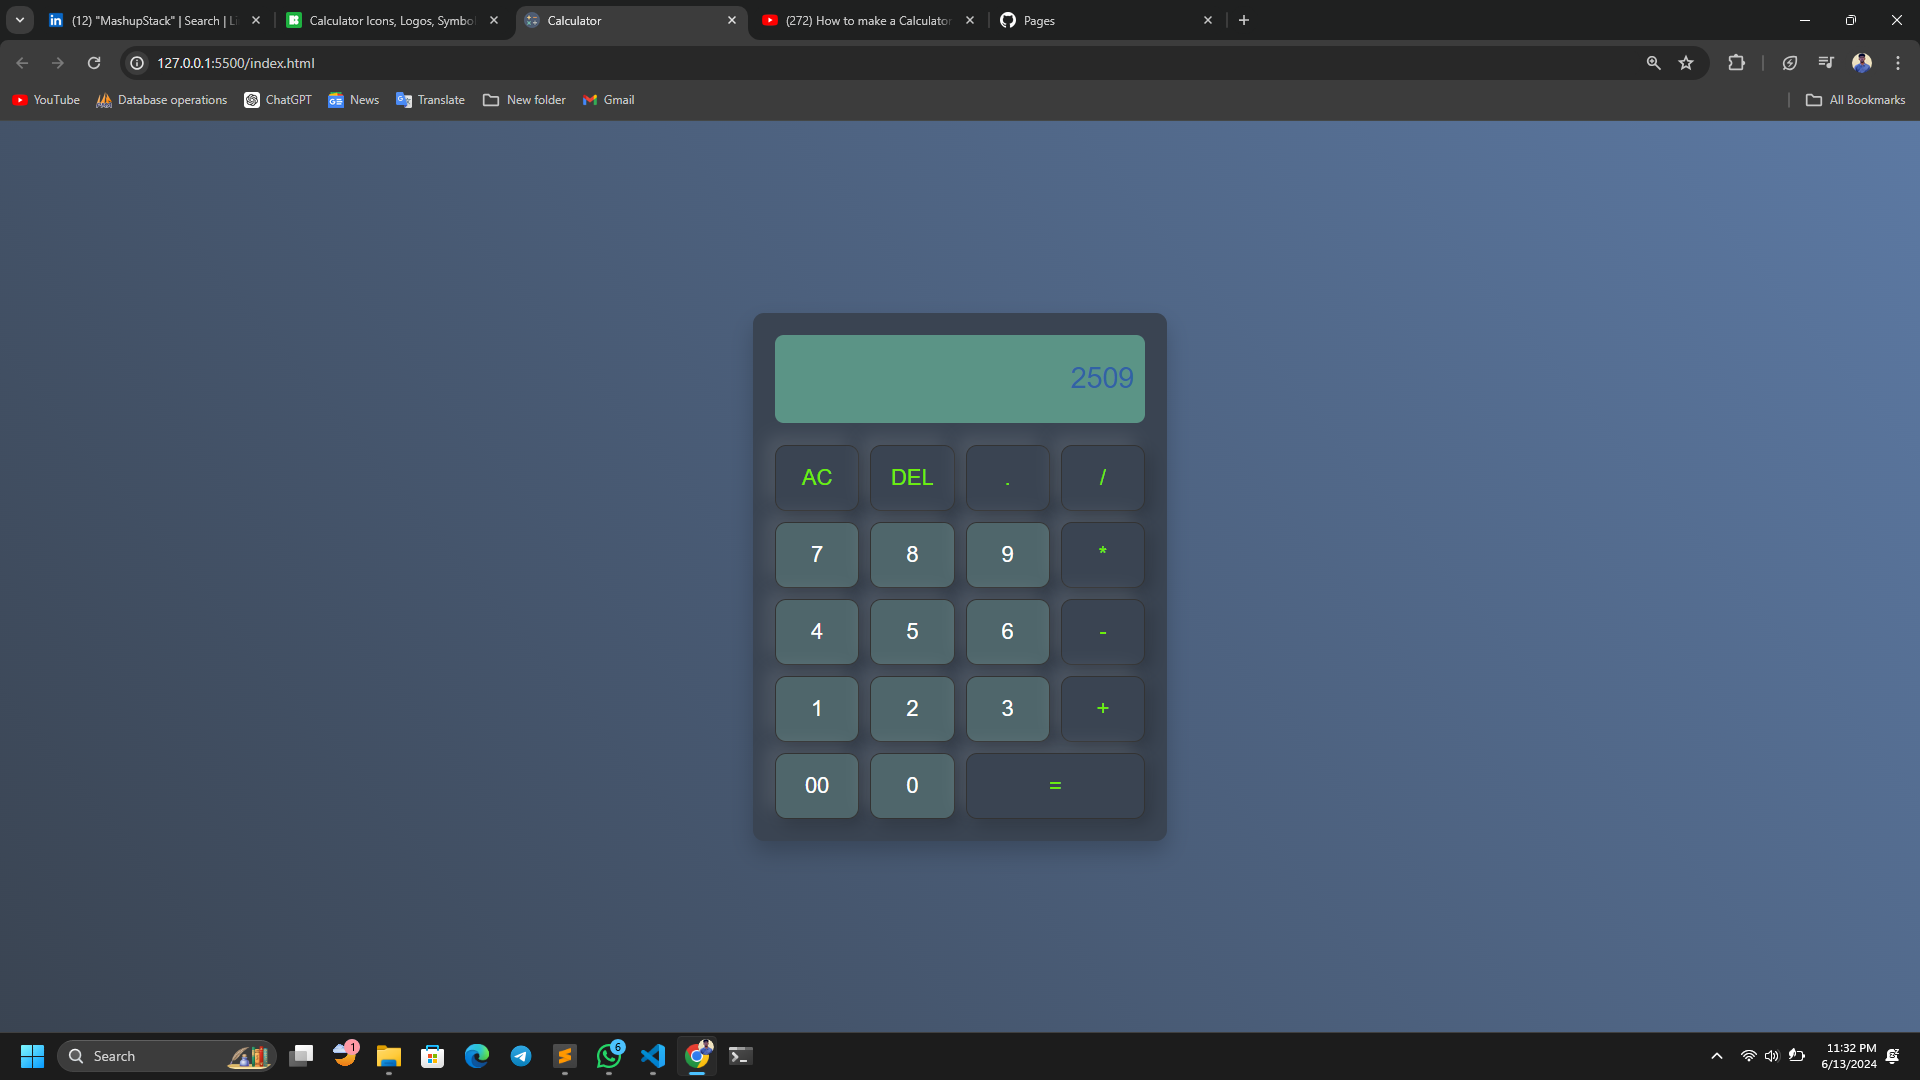 (12) "MashupStack" | Search | Li
Calculator Icons, Logos, Symbo
Calculator
(272) How to make a Calculator
Pages
127.0.0.1:5500/index.html
YouTube
Database operations
ChatGPT
News
Translate
New folder
Gmail
All Bookmarks
2509
AC DEL . /
7 8 9 *
4 5 6 -
1 2 3 +
00 0 =
Search
1
6
11:32 PM
6/13/2024